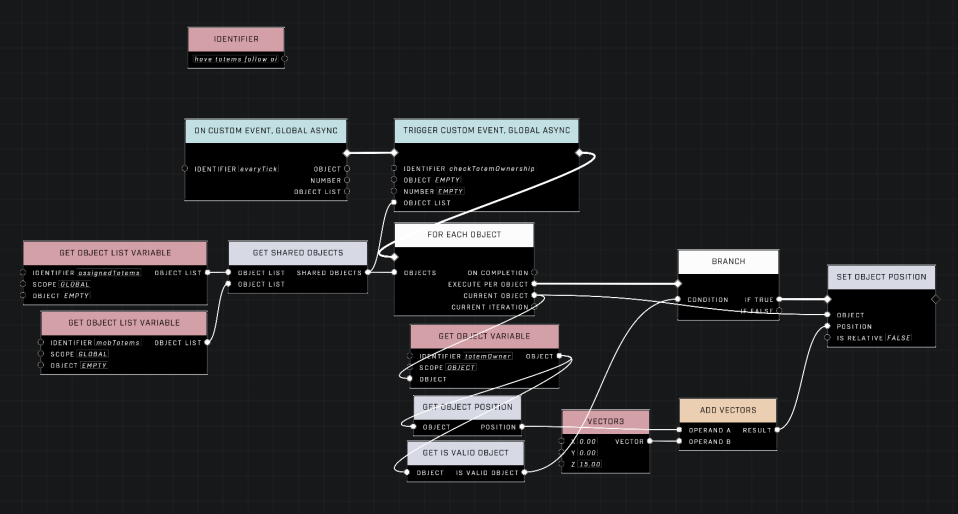 IDENTIFIER
have totems follow ai
ON CUSTOM EVENT, GLOBAL ASYNC
IDENTIFIER everyTick OBJECT
NUMBER
OBJECT LIST
TRIGGER CUSTOM EVENT, GLOBAL ASYNC
IDENTIFIER checkTotemOwnership
OBJECT EMPTY
NUMBER EMPTY
OBJECT LIST
GET OBJECT LIST VARIABLE
IDENTIFIER assignedTotems OBJECT LIST
SCOPE GLOBAL
OBJECT EMPTY
GET SHARED OBJECTS
OBJECT LIST SHARED OBJECTS
OBJECT LIST
FOR EACH OBJECT
OBJECTS ON COMPLETION
EXECUTE PER OBJECT
CURRENT OBJECT
CURRENT ITERATION
GET OBJECT LIST VARIABLE
IDENTIFIER mobTotems OBJECT LIST
SCOPE GLOBAL
OBJECT EMPTY
BRANCH
CONDITION IF TRUE
IF FALSE
SET OBJECT POSITION
OBJECT
POSITION
IS RELATIVE FALSE
GET OBJECT VARIABLE
IDENTIFIER totemOwner OBJECT
SCOPE OBJECT
OBJECT
GET OBJECT POSITION
OBJECT POSITION
GET IS VALID OBJECT
OBJECT IS VALID OBJECT
VECTOR3
X 0.00 VECTOR
Y 0.00
Z 15.00
ADD VECTORS
OPERAND A RESULT
OPERAND B